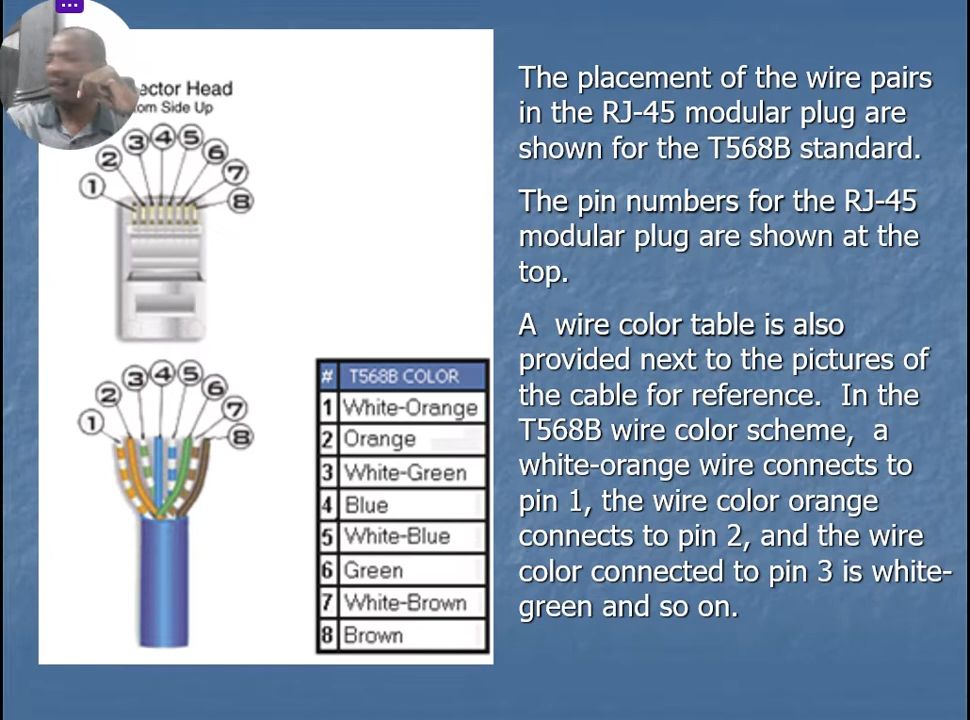 ector Head
tom Side Up
1 2 3 4 5 6 7 8
1 2 3 4 5 6 7 8
# T568B COLOR
1 White-Orange
2 Orange
3 White-Green
4 Blue
5 White-Blue
6 Green
7 White-Brown
8 Brown
The placement of the wire pairs
in the RJ-45 modular plug are
shown for the T568B standard.
The pin numbers for the RJ-45
modular plug are shown at the
top.
A wire color table is also
provided next to the pictures of
the cable for reference. In the
T568B wire color scheme, a
white-orange wire connects to
pin 1, the wire color orange
connects to pin 2, and the wire
color connected to pin 3 is white-
green and so on.